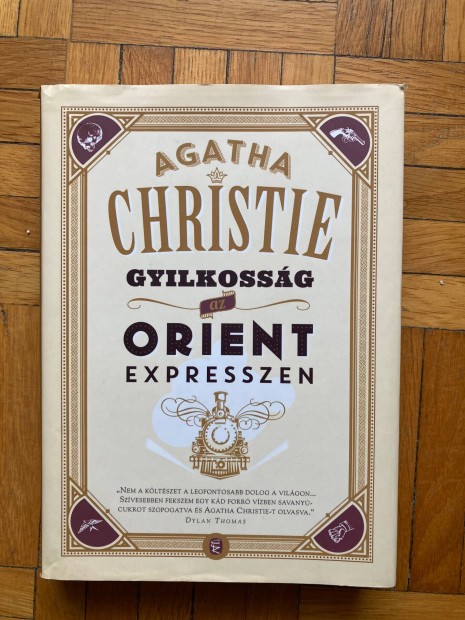 AGATHA
CHRISTIE
GYILKOSSÁG
az
ORIENT
EXPRESSZEN
„NEM A KÖLTÉSZET A LEGFONTOSABB DOLOG A VILÁGON...
SZÍVESEBBEN FEKSZEM EGY KÁD FORRÓ VÍZBEN SAVANYÚ-
CUKROT SZOPOGATVA ÉS AGATHA CHRISTIE-T OLVASVA.”
DYLAN THOMAS